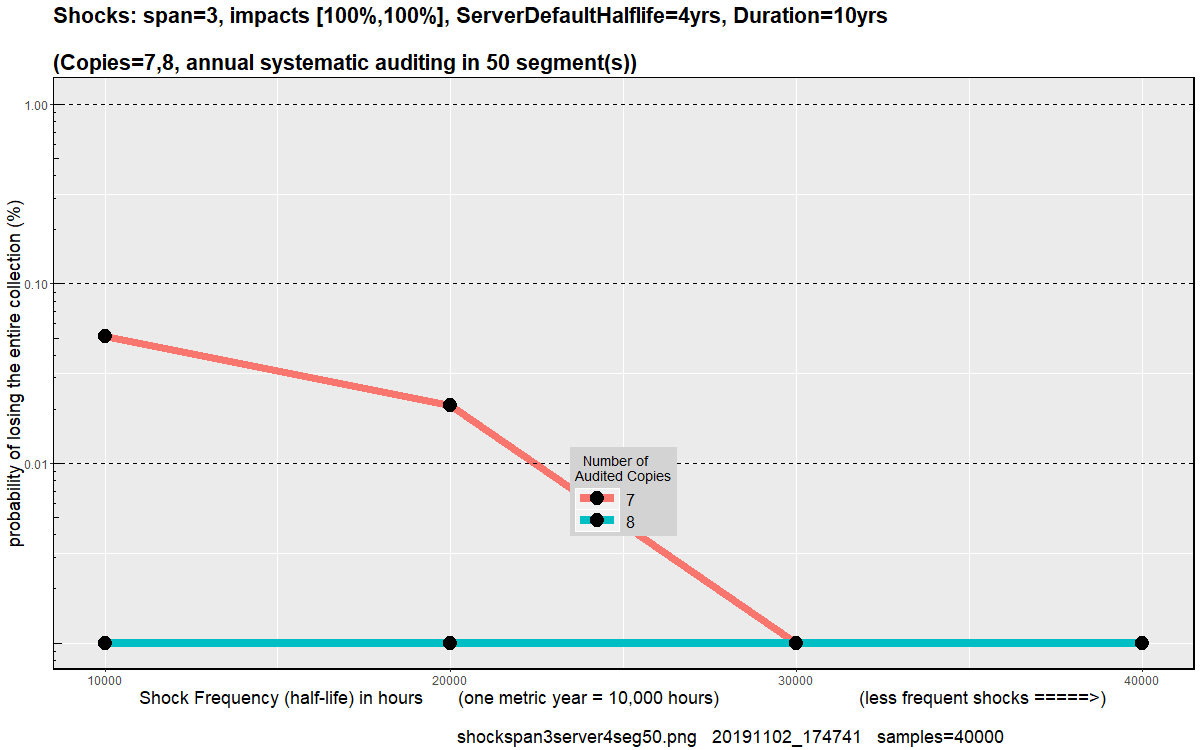 Shocks: span=3, impacts [100%,100%], ServerDefaultHalflife=4yrs, Duration=10yrs
(Copies=7,8, annual systematic auditing in 50 segment(s))
probability of losing the entire collection (%)
1.00
0.10
0.01
Number of
Audited Copies
7
8
10000 20000 30000 40000
Shock Frequency (half-life) in hours (one metric year = 10,000 hours) (less frequent shocks =====>)
shockspan3server4seg50.png 20191102_174741 samples=40000